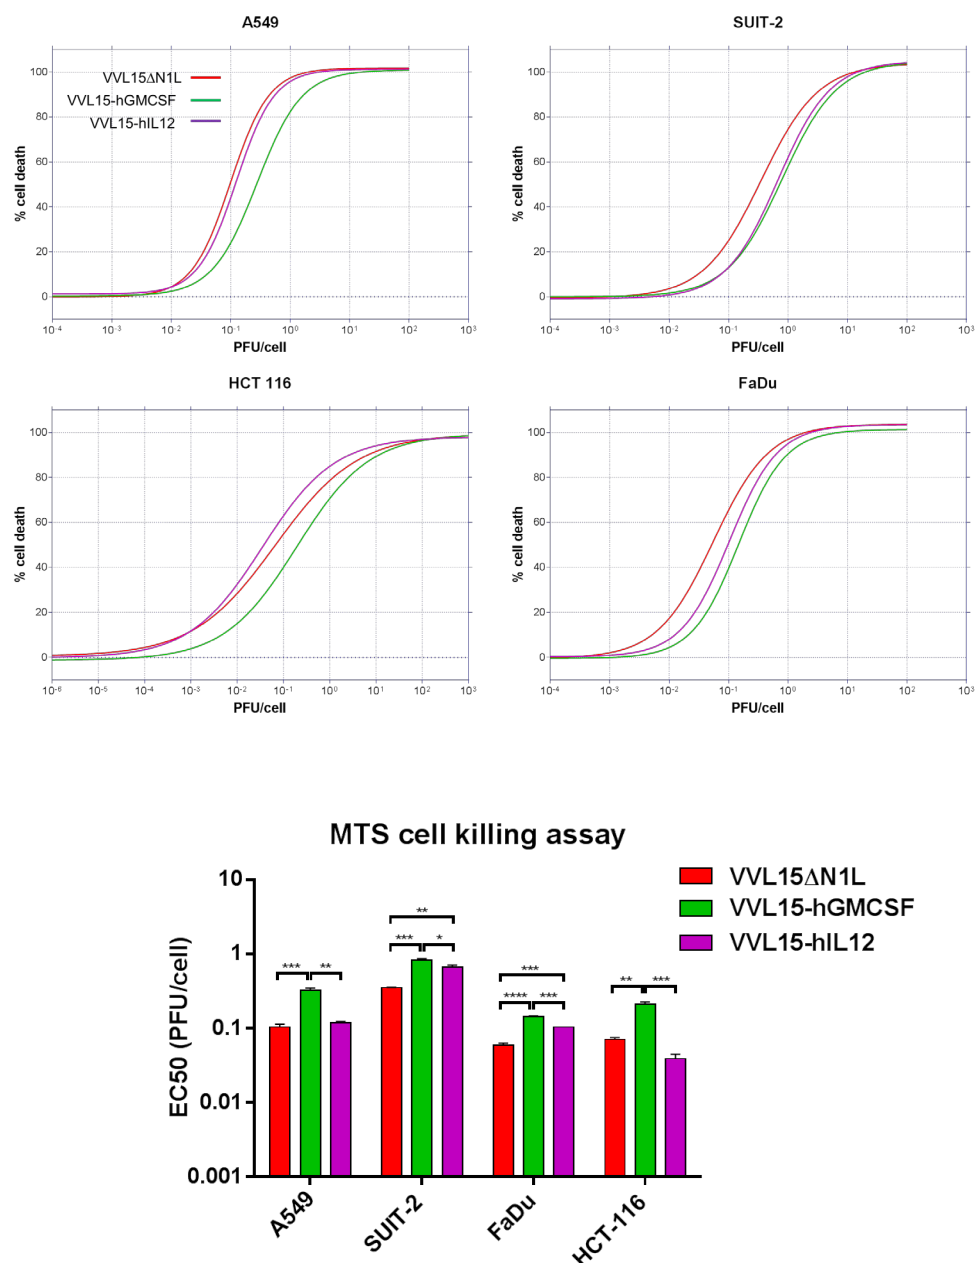 A549
% cell death
100
80
60
40
20
0
VVL15ΔN1L
VVL15-hGMCSF
VVL15-hIL12
10-4 10-3 10-2 10-1 100 101 102 103
PFU/cell
SUIT-2
% cell death
100
80
60
40
20
0
10-4 10-3 10-2 10-1 100 101 102 103
PFU/cell
HCT 116
% cell death
100
80
60
40
20
0
10-6 10-5 10-4 10-3 10-2 10-1 100 101 102 103
PFU/cell
FaDu
% cell death
100
80
60
40
20
0
10-4 10-3 10-2 10-1 100 101 102 103
PFU/cell
MTS cell killing assay
VVL15ΔN1L
VVL15-hGMCSF
VVL15-hIL12
EC50 (PFU/cell)
10
1
0.1
0.01
0.001
*** **
**
*** *
***
**** ***
** ***
A549 SUIT-2 FaDu HCT-116